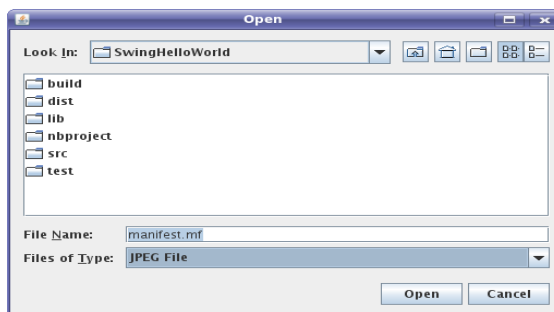 Open
Look In: SwingHelloWorld
build
dist
lib
nbproject
src
test
File Name: manifest.mf
Files of Type: JPEG File
Open Cancel